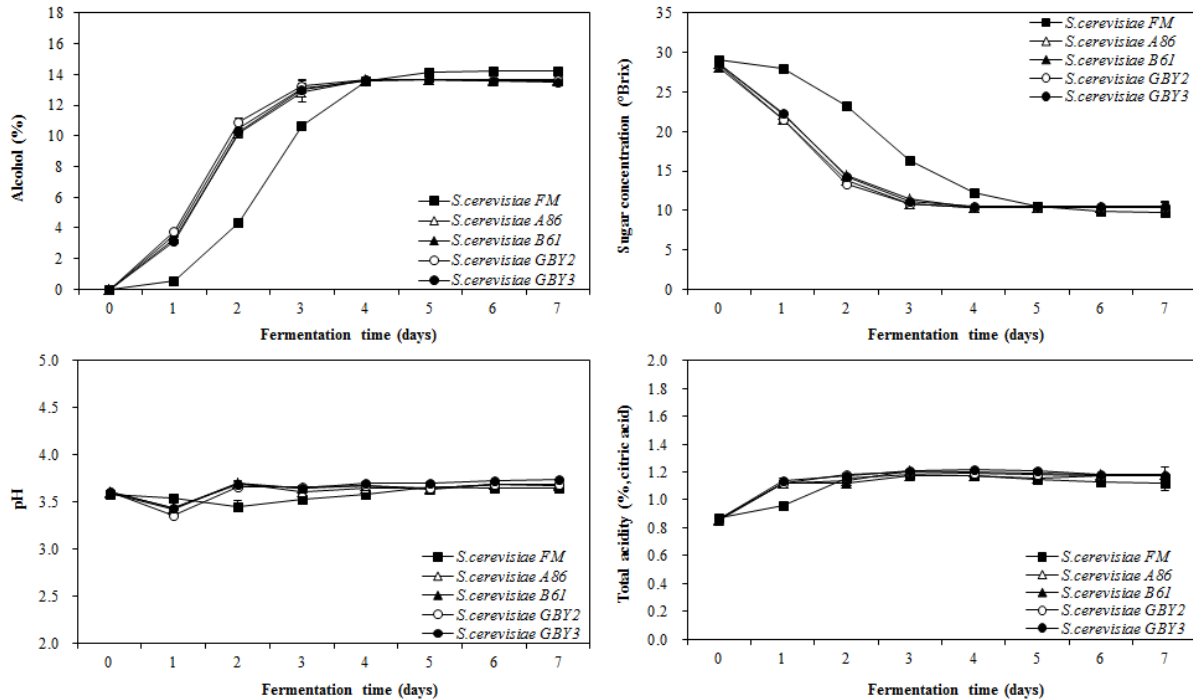 Alcohol (%)
18
16
14
12
10
8
6
4
2
0
S.cerevisiae FM
S.cerevisiae A86
S.cerevisiae B61
S.cerevisiae GBY2
S.cerevisiae GBY3
0 1 2 3 4 5 6 7
Fermentation time (days)
Sugar concentration (°Brix)
35
30
25
20
15
10
5
0
S.cerevisiae FM
S.cerevisiae A86
S.cerevisiae B61
S.cerevisiae GBY2
S.cerevisiae GBY3
0 1 2 3 4 5 6 7
Fermentation time (days)
pH
5.0
4.5
4.0
3.5
3.0
2.5
2.0
S.cerevisiae FM
S.cerevisiae A86
S.cerevisiae B61
S.cerevisiae GBY2
S.cerevisiae GBY3
0 1 2 3 4 5 6 7
Fermentation time (days)
Total acidity (%, citric acid)
2.0
1.8
1.6
1.4
1.2
1.0
0.8
0.6
0.4
0.2
0.0
S.cerevisiae FM
S.cerevisiae A86
S.cerevisiae B61
S.cerevisiae GBY2
S.cerevisiae GBY3
0 1 2 3 4 5 6 7
Fermentation time (days)